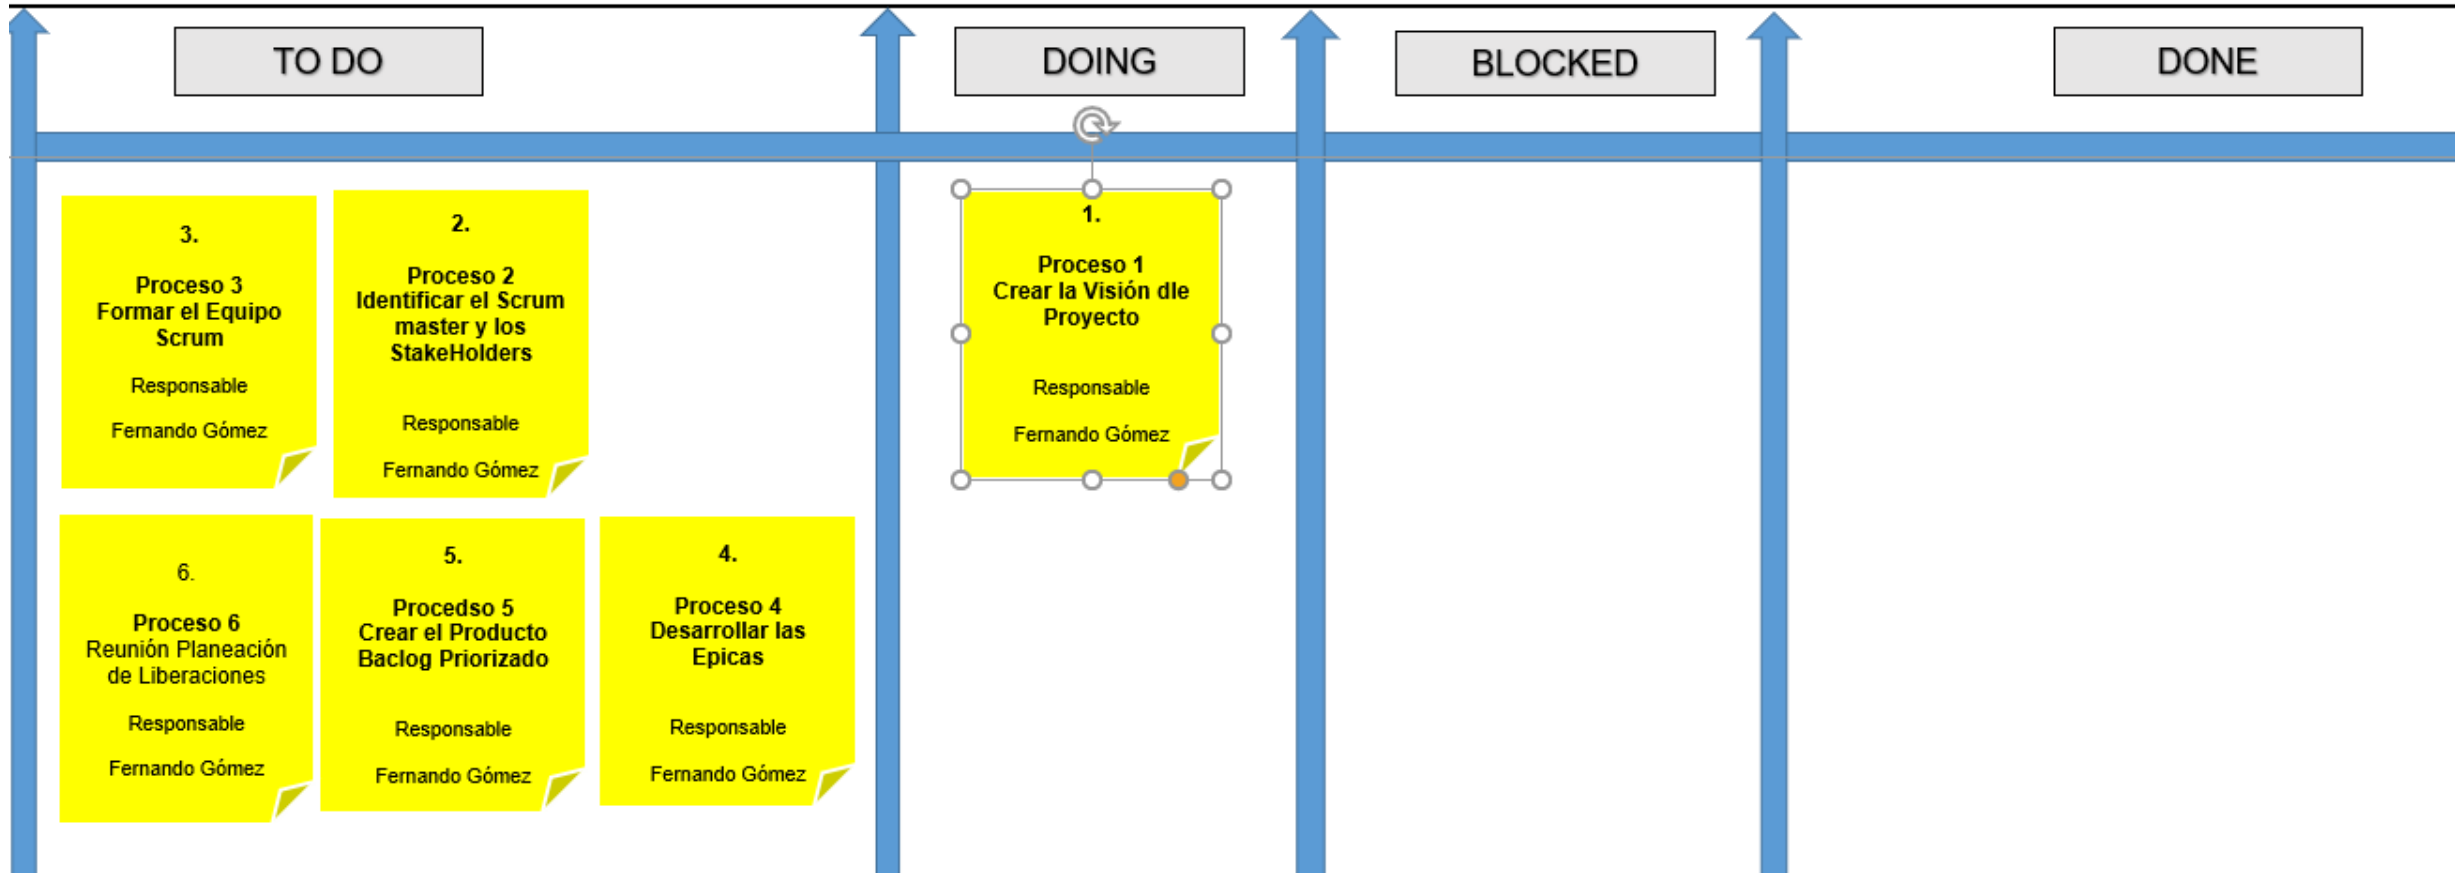 TO DO
DOING
BLOCKED
DONE
3.
Proceso 3
Formar el Equipo
Scrum
Responsable
Fernando Gómez
2.
Proceso 2
Identificar el Scrum
master y los
StakeHolders
Responsable
Fernando Gómez
1.
Proceso 1
Crear la Visión dle
Proyecto
Responsable
Fernando Gómez
6.
Proceso 6
Reunión Planeación
de Liberaciones
Responsable
Fernando Gómez
5.
Procedso 5
Crear el Producto
Baclog Priorizado
Responsable
Fernando Gómez
4.
Proceso 4
Desarrollar las
Epicas
Responsable
Fernando Gómez